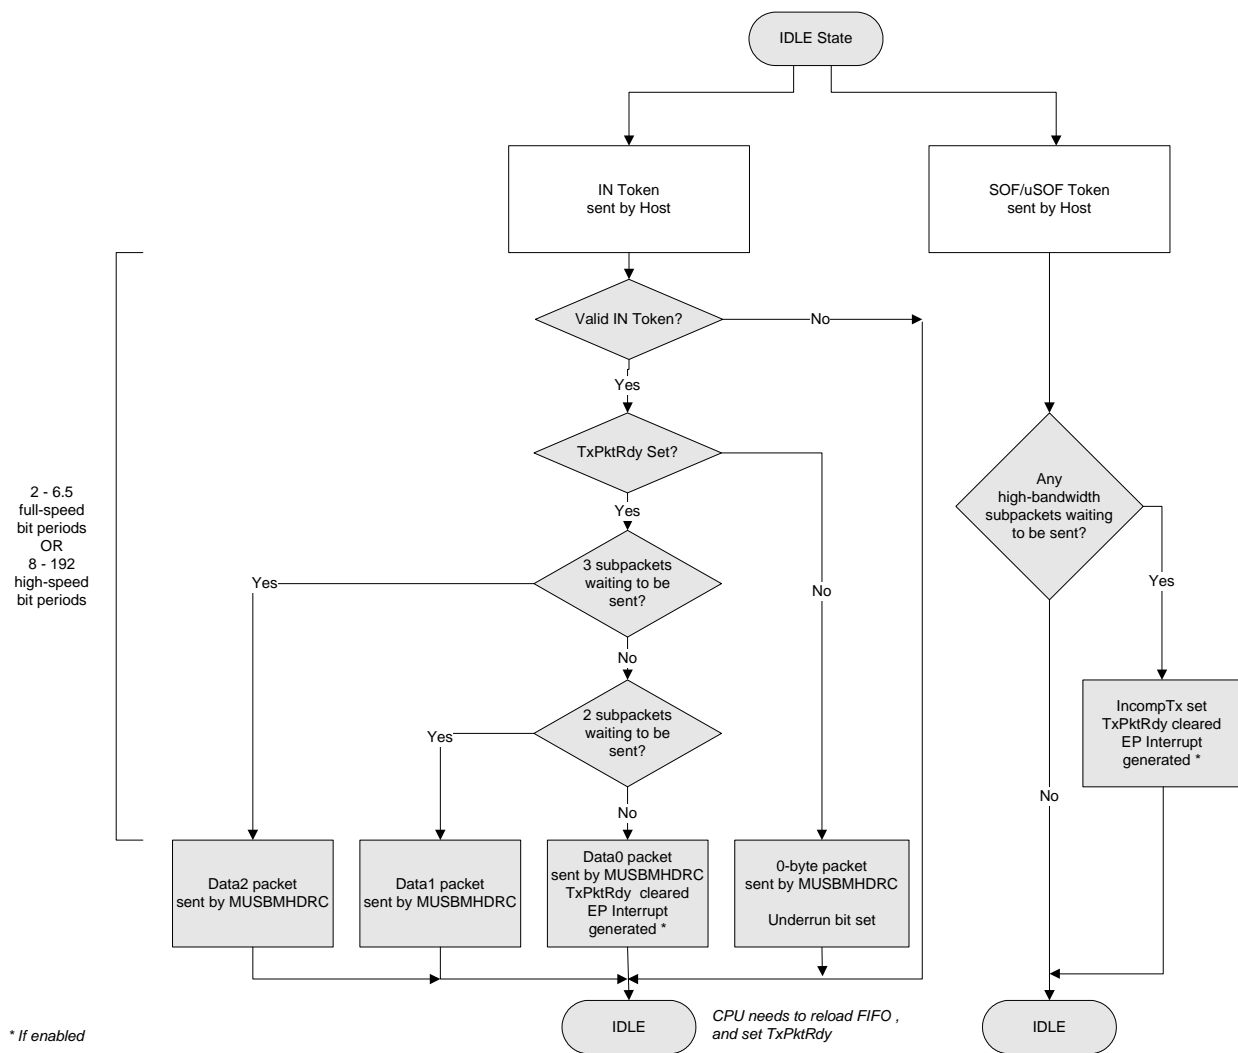 IDLE State
IN Token
sent by Host
SOF/uSOF Token
sent by Host
Valid IN Token?
No
Yes
TxPktRdy Set?
Yes
Any
high-bandwidth
subpackets waiting
to be sent?
2 - 6.5
full-speed
bit periods
OR
8 - 192
high-speed
bit periods
3 subpackets
waiting to be
sent?
Yes
No
Yes
No
2 subpackets
waiting to be
sent?
Yes
IncompTx set
TxPktRdy cleared
EP Interrupt
generated *
No
No
Data2 packet
sent by MUSBMHDRC
Data1 packet
sent by MUSBMHDRC
Data0 packet
sent by MUSBMHDRC
TxPktRdy cleared
EP Interrupt
generated *
0-byte packet
sent by MUSBMHDRC
Underrun bit set
IDLE
CPU needs to reload FIFO ,
and set TxPktRdy
IDLE
* If enabled